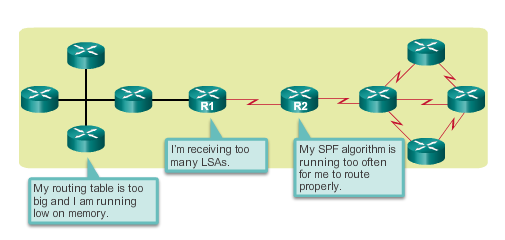 R1
R2
I'm receiving too
many LSAs.
My SPF algorithm is
running too often
for me to route
properly.
My routing table is too
big and I am running
low on memory.